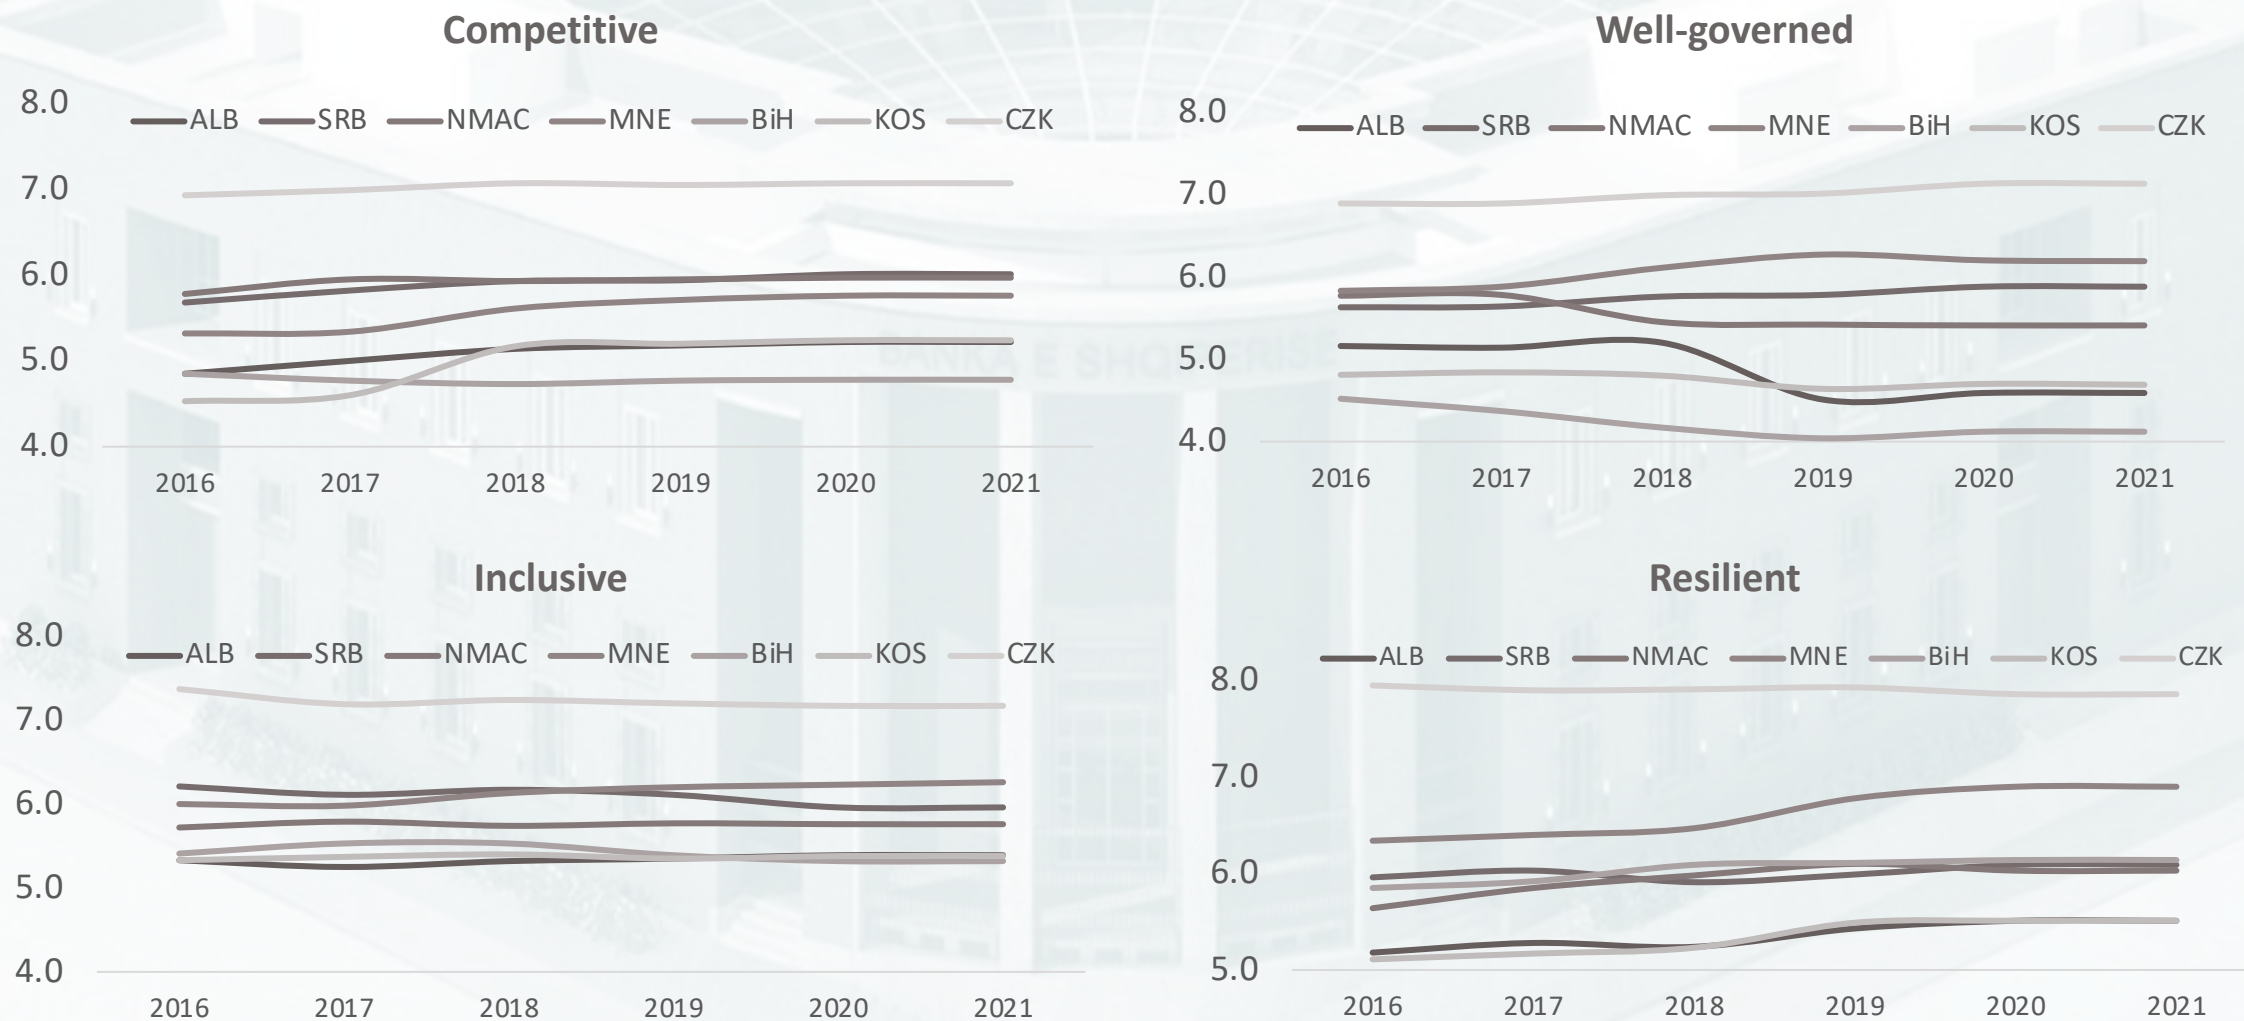 Competitive
8.0
ALB SRB NMAC MNE BiH KOS CZK
7.0
6.0
5.0
4.0
2016 2017 2018 2019 2020 2021
Well-governed
8.0
ALB SRB NMAC MNE BiH KOS CZK
7.0
6.0
5.0
4.0
2016 2017 2018 2019 2020 2021
BANKA E SHQIPERISE
Inclusive
8.0
ALB SRB NMAC MNE BiH KOS CZK
7.0
6.0
5.0
4.0
2016 2017 2018 2019 2020 2021
Resilient
ALB SRB NMAC MNE BiH KOS CZK
8.0
7.0
6.0
5.0
2016 2017 2018 2019 2020 2021